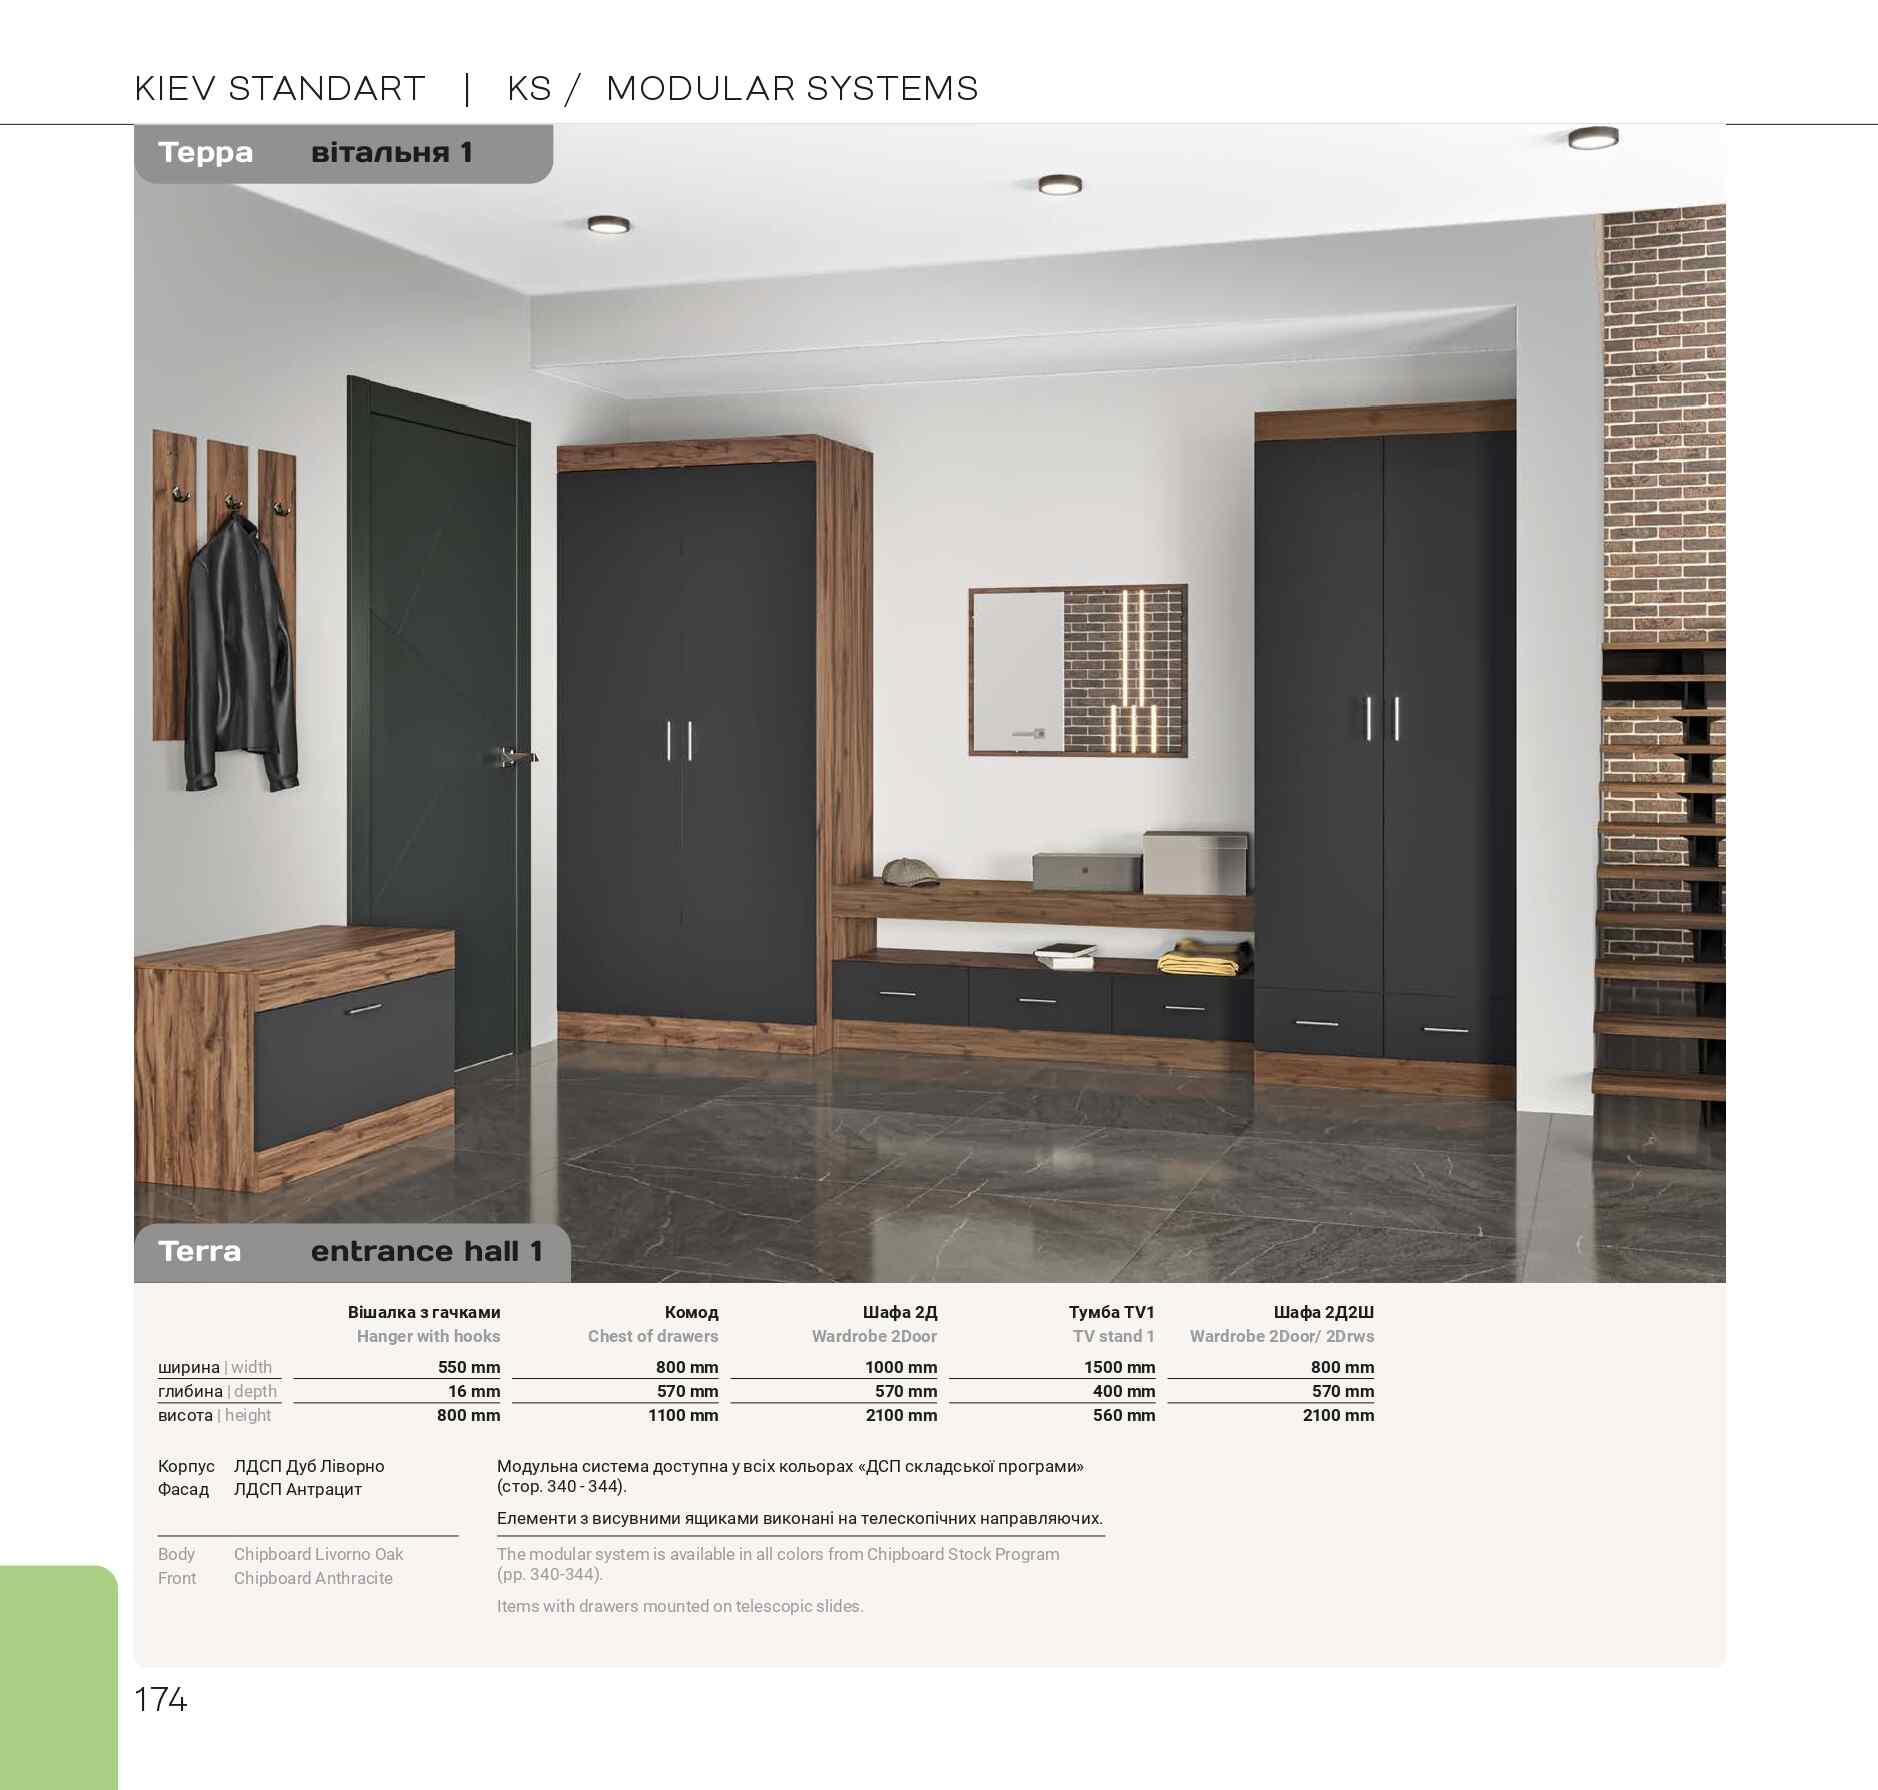 KIEV STANDART | KS / MODULAR SYSTEMS
Терра вітальня 1
Terra entrance hall 1
Вішалка з гачками Комод Шафа 2Д Тумба TV1 Шафа 2Д2Ш
Hanger with hooks Chest of drawers Wardrobe 2Door TV stand 1 Wardrobe 2Door/ 2Drws
ширина | width 550 mm 800 mm 1000 mm 1500 mm 800 mm
глибина | depth 16 mm 570 mm 570 mm 400 mm 570 mm
висота | height 800 mm 1100 mm 2100 mm 560 mm 2100 mm
Корпус ЛДСП Дуб Ліворно
Фасад ЛДСП Антрацит
Модульна система доступна у всіх кольорах «ДСП складської програми»
(стор. 340 - 344).
Елементи з висувними ящиками виконані на телескопічних направляючих.
Body Chipboard Livorno Oak
Front Chipboard Anthracite
The modular system is available in all colors from Chipboard Stock Program
(pp. 340-344).
Items with drawers mounted on telescopic slides.
174